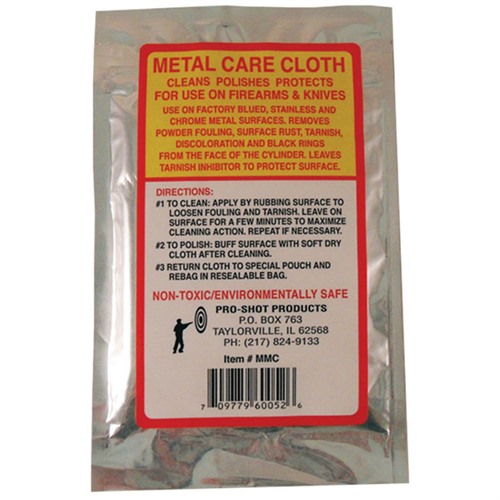 METAL CARE CLOTH
CLEANS POLISHES PROTECTS
FOR USE ON FIREARMS & KNIVES
USE ON FACTORY BLUED, STAINLESS AND
CHROME METAL SURFACES. REMOVES
POWDER FOULING, SURFACE RUST, TARNISH,
DISCOLORATION AND BLACK RINGS
FROM THE FACE OF THE CYLINDER. LEAVES
TARNISH INHIBITOR TO PROTECT SURFACE.
DIRECTIONS:
#1 TO CLEAN: APPLY BY RUBBING SURFACE TO
LOOSEN FOULING AND TARNISH. LEAVE ON
SURFACE FOR A FEW MINUTES TO MAXIMIZE
CLEANING ACTION. REPEAT IF NECESSARY.
#2 TO POLISH: BUFF SURFACE WITH SOFT DRY
CLOTH AFTER CLEANING.
#3 RETURN CLOTH TO SPECIAL POUCH AND
REBAG IN RESEALABLE BAG.
NON-TOXIC/ENVIRONMENTALLY SAFE
PRO-SHOT PRODUCTS
P.O. BOX 763
TAYLORVILLE, IL 62568
PH: (217) 824-9133
Item # MMC
7 09779 60052 6